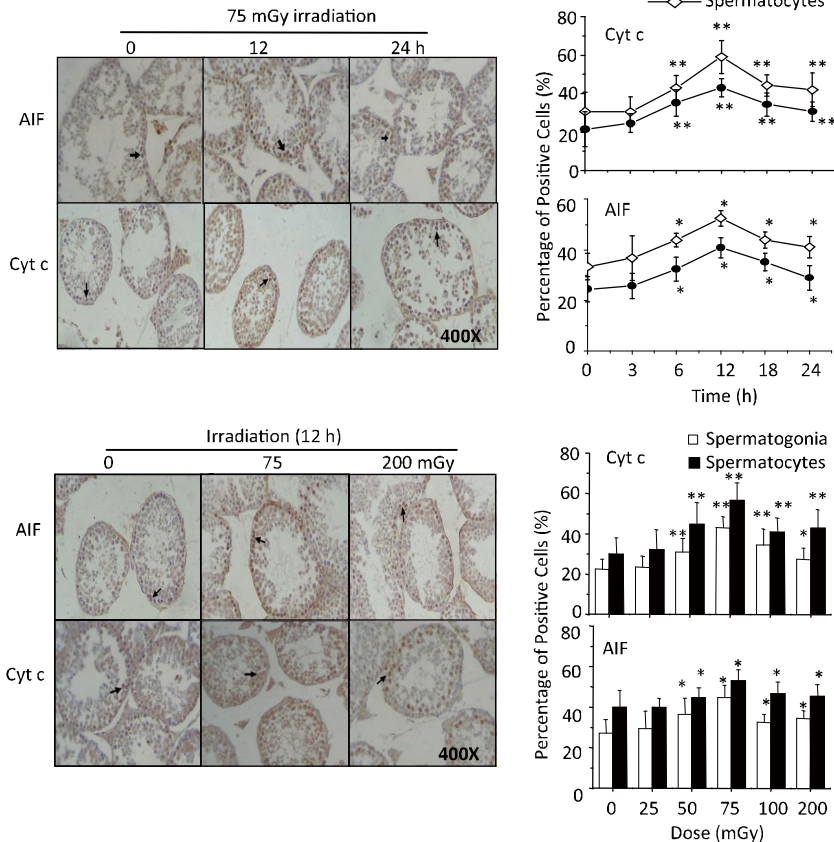 75 mGy irradiation
0 12 24 h
AIF
Cyt c
400X
Spermatocytes
Cyt c
80
60
40
20
0
** ** ** **
** ** ** **
AIF
60
40
20
0
* * * *
* * * *
0 3 6 12 18 24
Time (h)
Percentage of Positive Cells (%)
Irradiation (12 h)
0 75 200 mGy
AIF
Cyt c
400X
Spermatogonia
Spermatocytes
Cyt c
80
60
40
20
0
** ** ** ** ** ** * **
AIF
80
60
40
20
0
* * * * * * * *
0 25 50 75 100 200
Dose (mGy)
Percentage of Positive Cells (%)